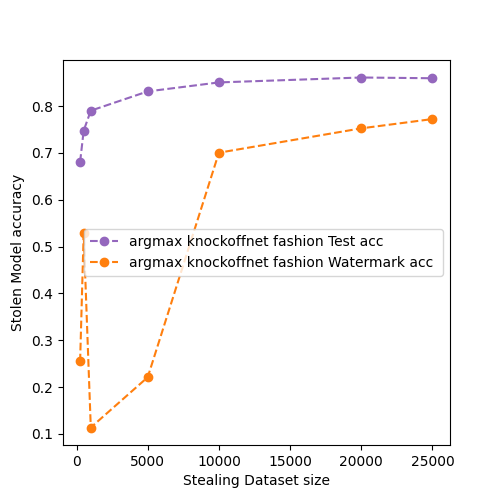 0.8
0.7
0.6
0.5
0.4
0.3
0.2
0.1
Stolen Model accuracy
argmax knockoffnet fashion Test acc
argmax knockoffnet fashion Watermark acc
0 5000 10000 15000 20000 25000
Stealing Dataset size